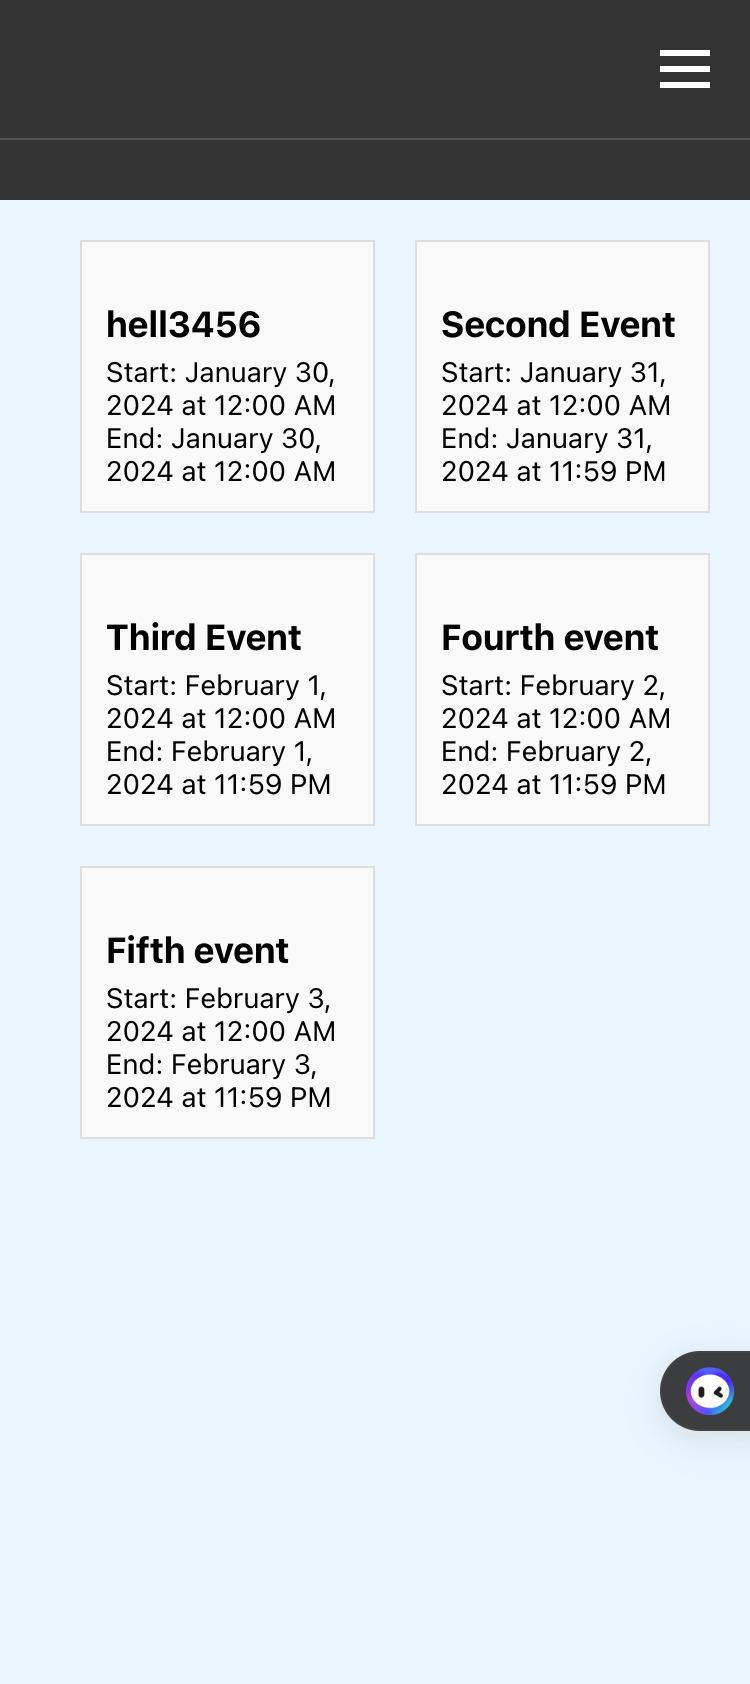 hell3456
Start: January 30,
2024 at 12:00 AM
End: January 30,
2024 at 12:00 AM
Second Event
Start: January 31,
2024 at 12:00 AM
End: January 31,
2024 at 11:59 PM
Third Event
Start: February 1,
2024 at 12:00 AM
End: February 1,
2024 at 11:59 PM
Fourth event
Start: February 2,
2024 at 12:00 AM
End: February 2,
2024 at 11:59 PM
Fifth event
Start: February 3,
2024 at 12:00 AM
End: February 3,
2024 at 11:59 PM